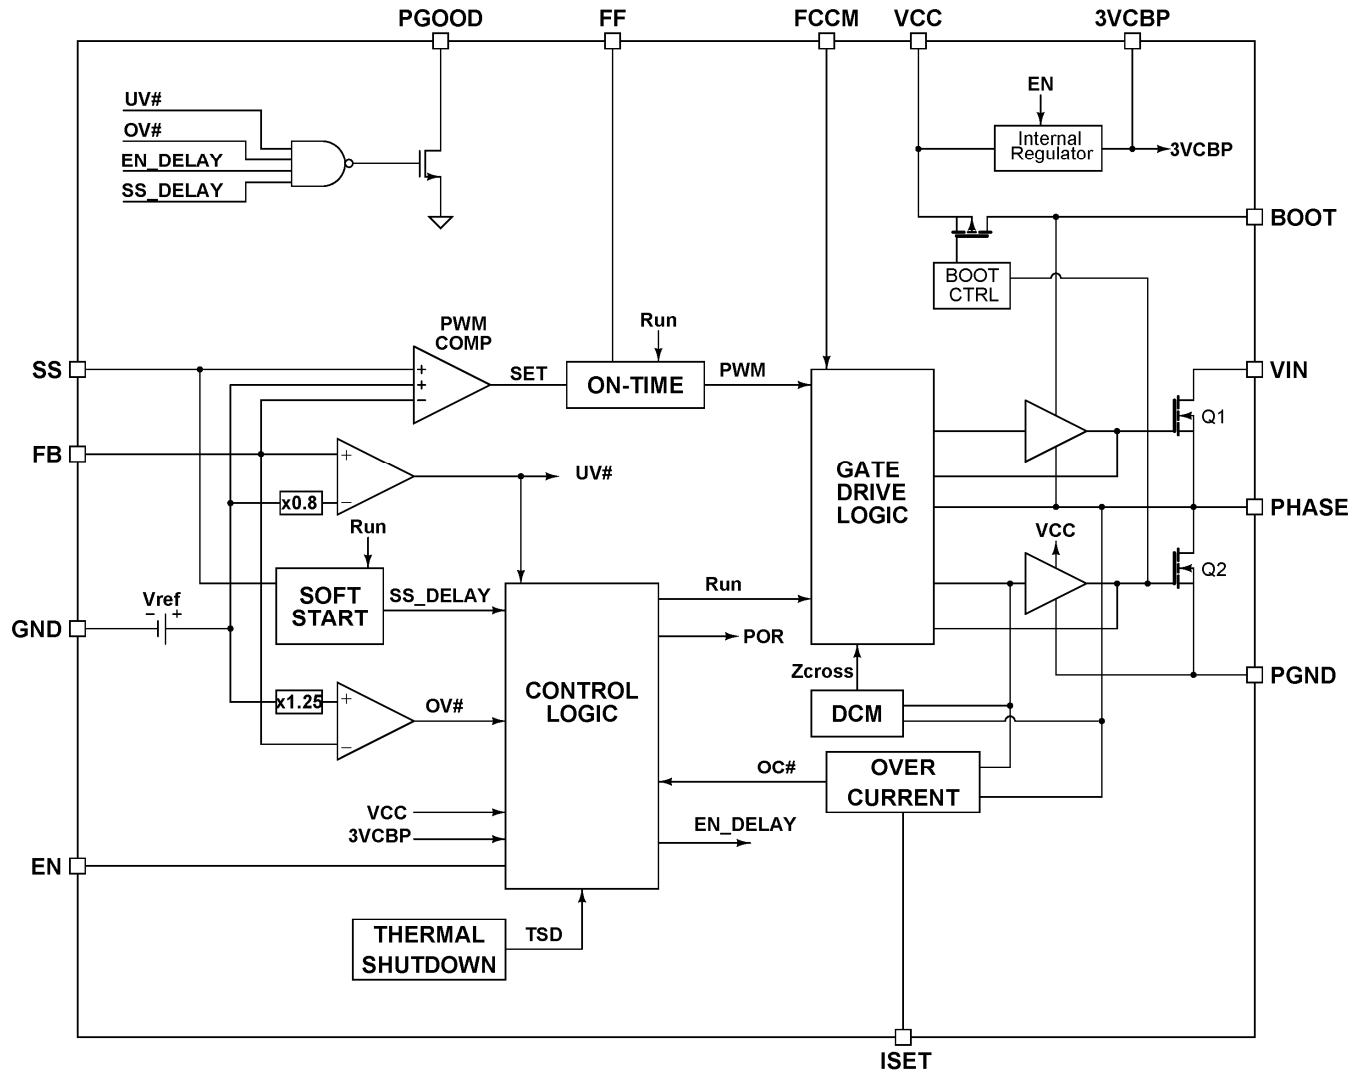 PGOOD
FF
FCCM
VCC
3VCBP
UV#
OV#
EN_DELAY
SS_DELAY
EN
Internal
Regulator
3VCBP
BOOT
BOOT
CTRL
PWM
COMP
Run
SS
+
+
−
SET
ON-TIME
PWM
VIN
Q1
FB
+
−
x0.8
UV#
GATE
DRIVE
LOGIC
PHASE
Run
VCC
SOFT
START
SS_DELAY
Run
Q2
Vref
− +
GND
POR
Zcross
PGND
x1.25
+
−
OV#
CONTROL
LOGIC
DCM
OC#
OVER
CURRENT
VCC
3VCBP
EN_DELAY
EN
THERMAL
SHUTDOWN
TSD
ISET